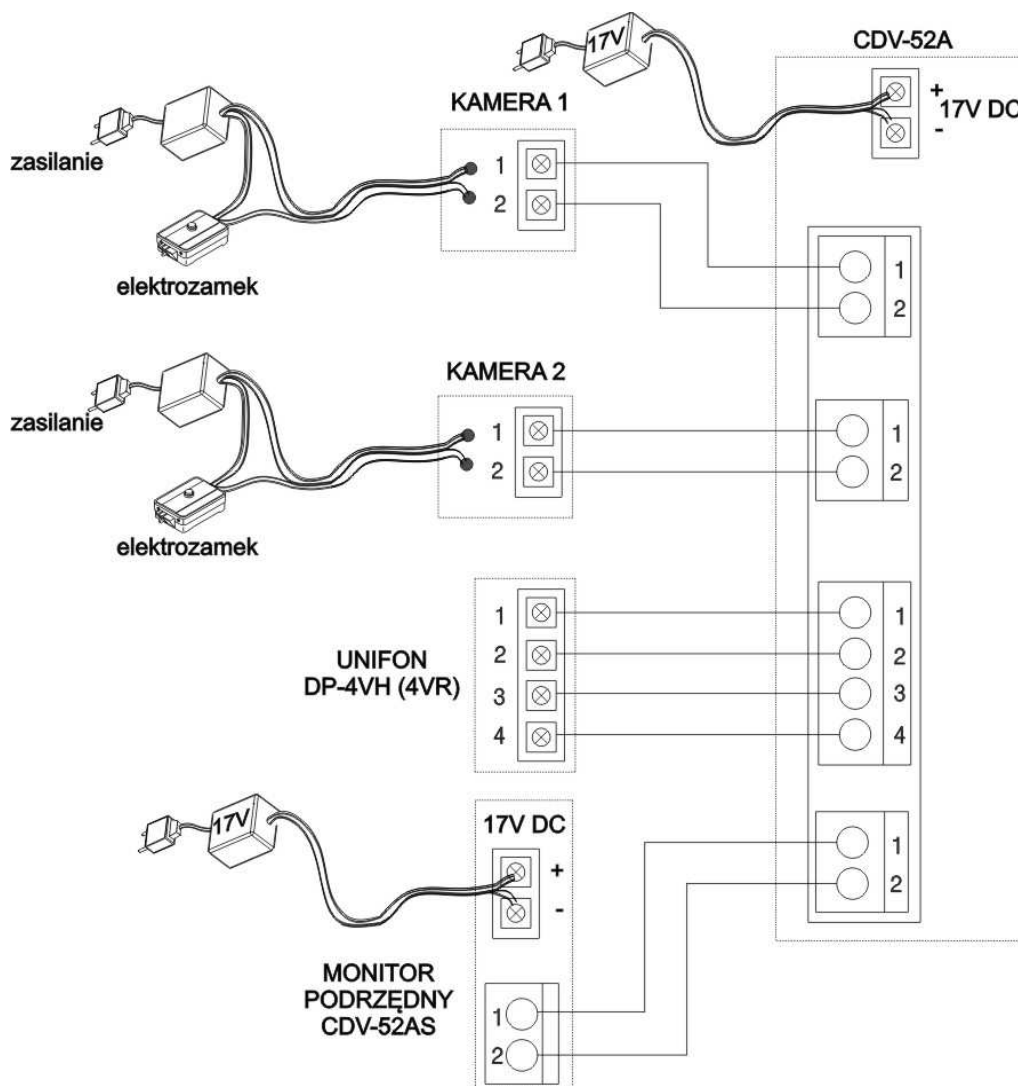 17V
CDV-52A
+
17V DC
-
KAMERA 1
zasilanie
1
2
elektrozamek
1
2
KAMERA 2
zasilanie
1
2
elektrozamek
1
2
UNIFON
DP-4VH (4VR)
1
2
3
4
1
2
3
4
17V
17V DC
+
-
1
2
MONITOR
PODRZĘDNY
CDV-52AS
1
2